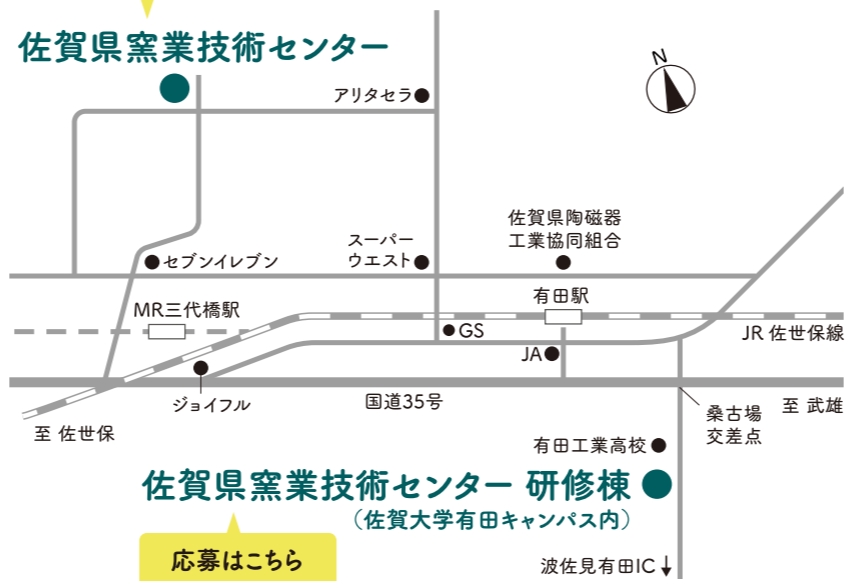 佐賀県窯業技術センター
アリタセラ
N
佐賀県陶磁器
工業協同組合
スーパー
ウエスト
セブンイレブン
有田駅
MR三代橋駅
GS
JR 佐世保線
JA
ジョイフル
国道35号
桑古場
交差点
至 武雄
至 佐世保
有田工業高校
佐賀県窯業技術センター 研修棟
（佐賀大学有田キャンパス内）
応募はこちら
波佐見有田IC↓